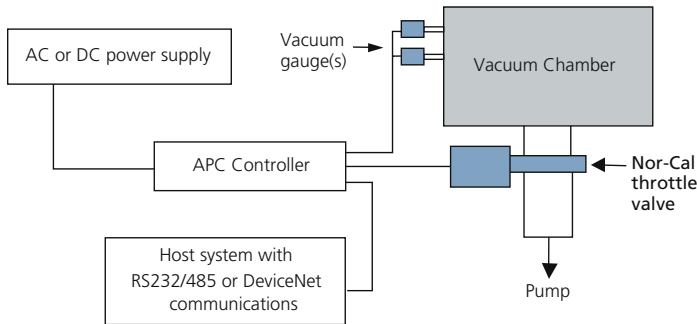 AC or DC power supply
Vacuum
gauge(s)
Vacuum Chamber
APC Controller
Nor-Cal
throttle
valve
Host system with
RS232/485 or DeviceNet
communications
Pump